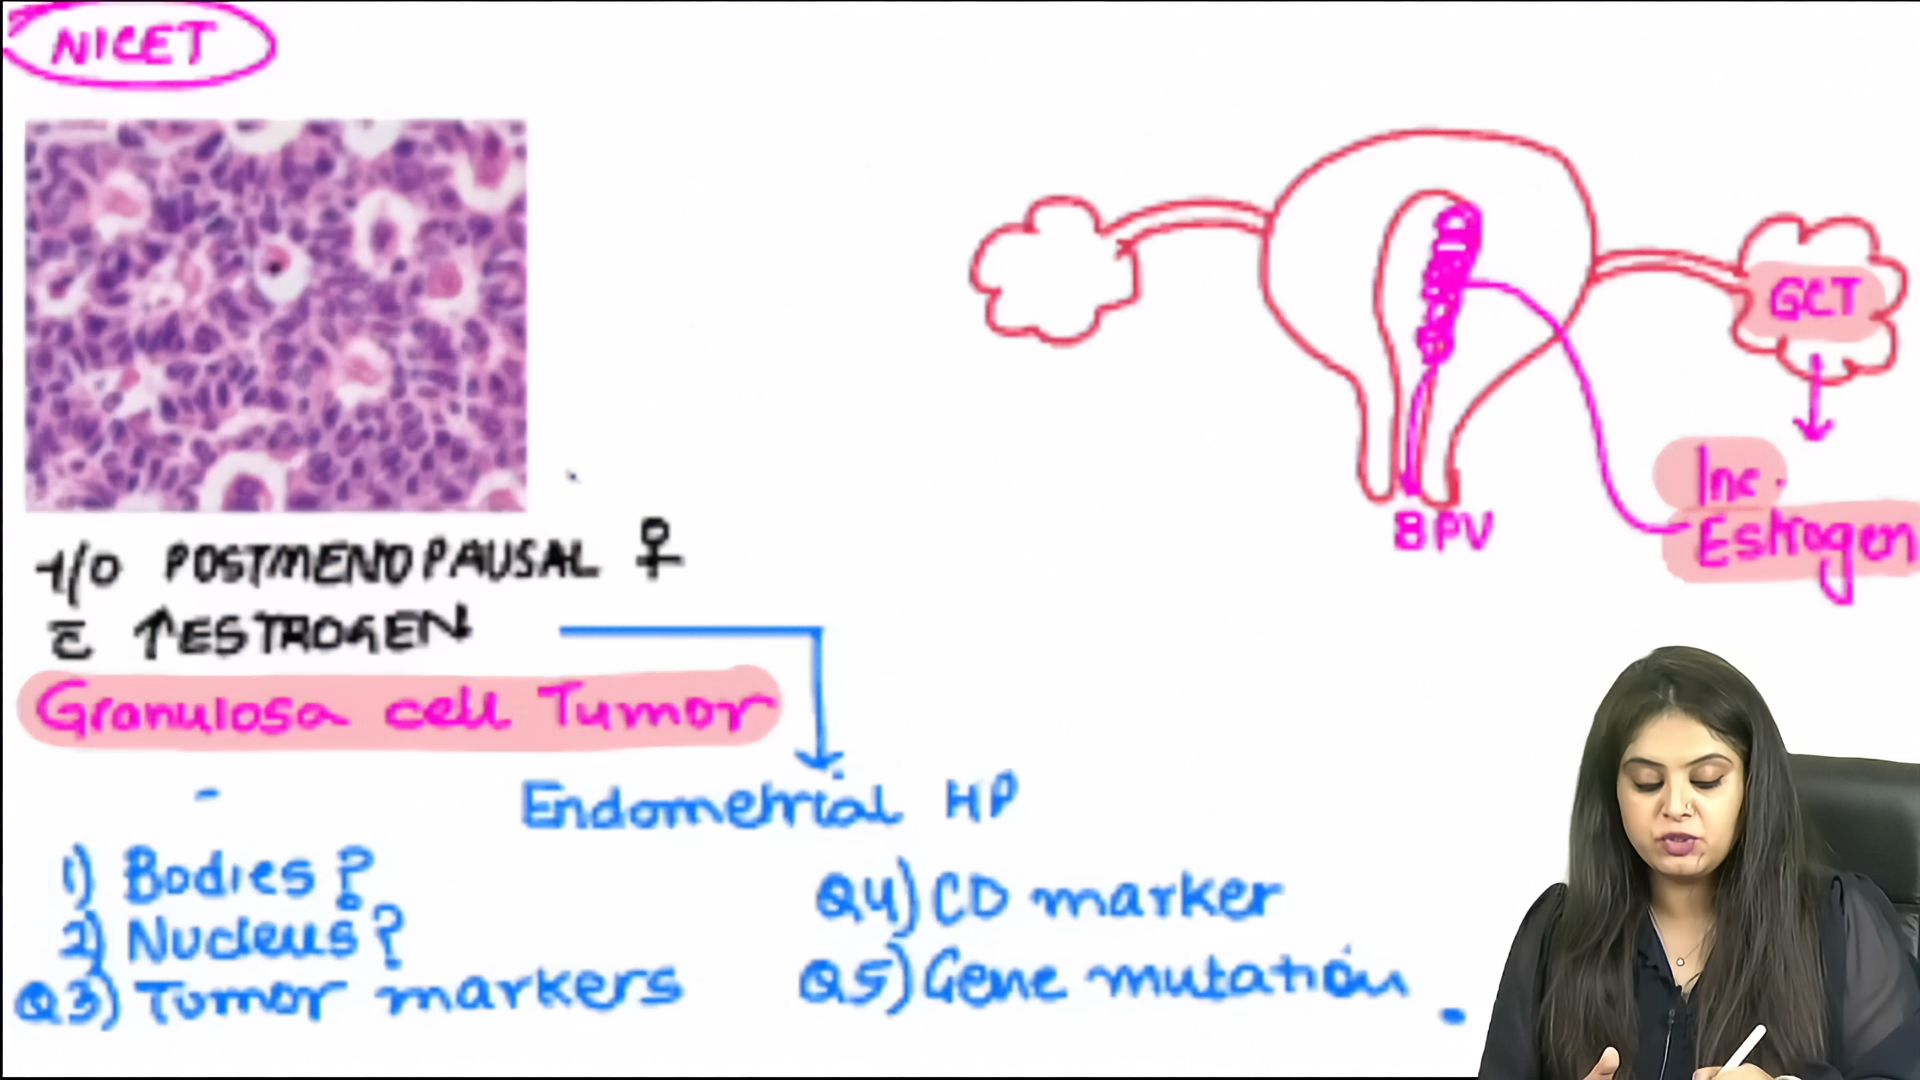 NICET
GCT
Inc.
Estrogen
BPV
H/O POSTMENOPAUSAL ♀
c̄ ↑ESTROGEN
Granulosa cell Tumor
Endometrial HP
1) Bodies?
2) Nucleus?
Q3) Tumor markers
Q4) CD marker
Q5) Gene mutation